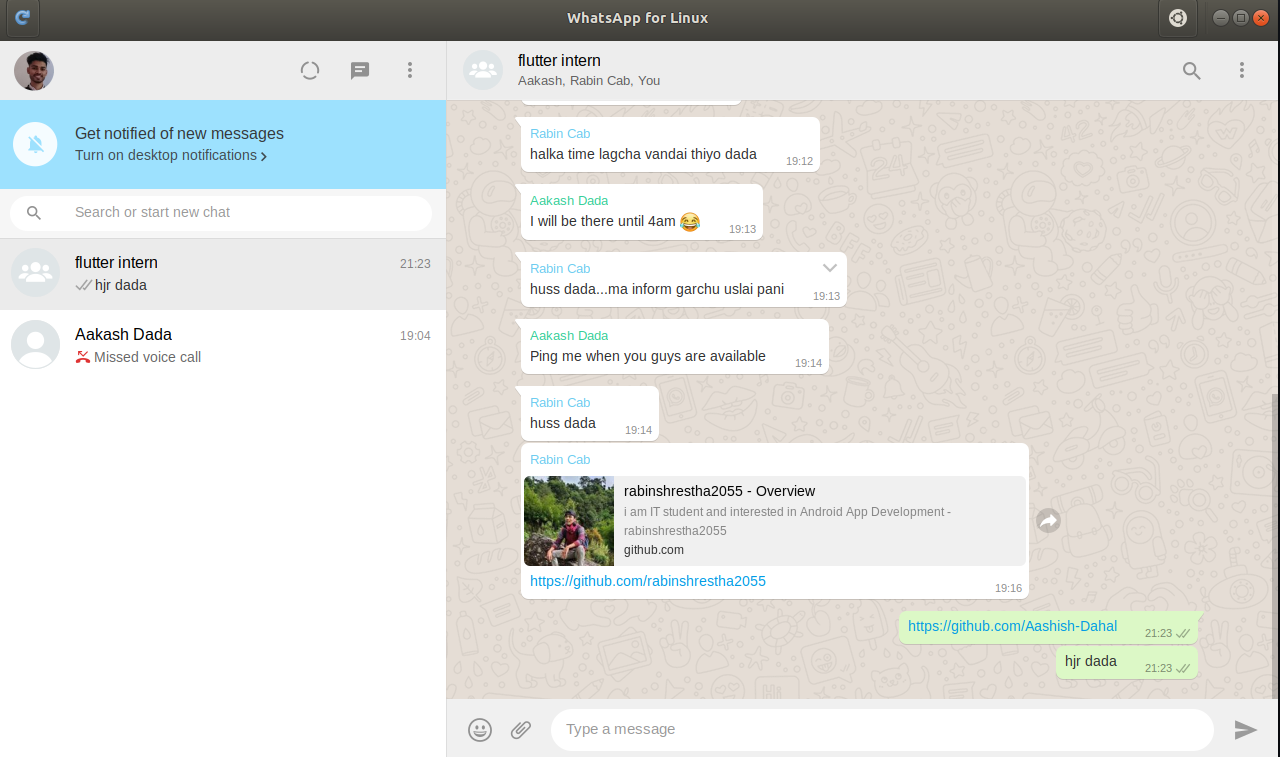 WhatsApp for Linux
Get notified of new messages
Turn on desktop notifications
Search or start new chat
flutter intern
21:23
hjr dada
Aakash Dada
19:04
Missed voice call
flutter intern
Aakash, Rabin Cab, You
Rabin Cab
halka time lagcha vandai thiyo dada
19:12
Aakash Dada
I will be there until 4am 😂
19:13
Rabin Cab
huss dada...ma inform garchu uslai pani
19:13
Aakash Dada
Ping me when you guys are available
19:14
Rabin Cab
huss dada
19:14
Rabin Cab
rabinshrestha2055 - Overview
i am IT student and interested in Android App Development -
rabinshrestha2055
github.com
https://github.com/rabinshrestha2055
19:16
https://github.com/Aashish-Dahal
21:23
hjr dada
21:23
Type a message